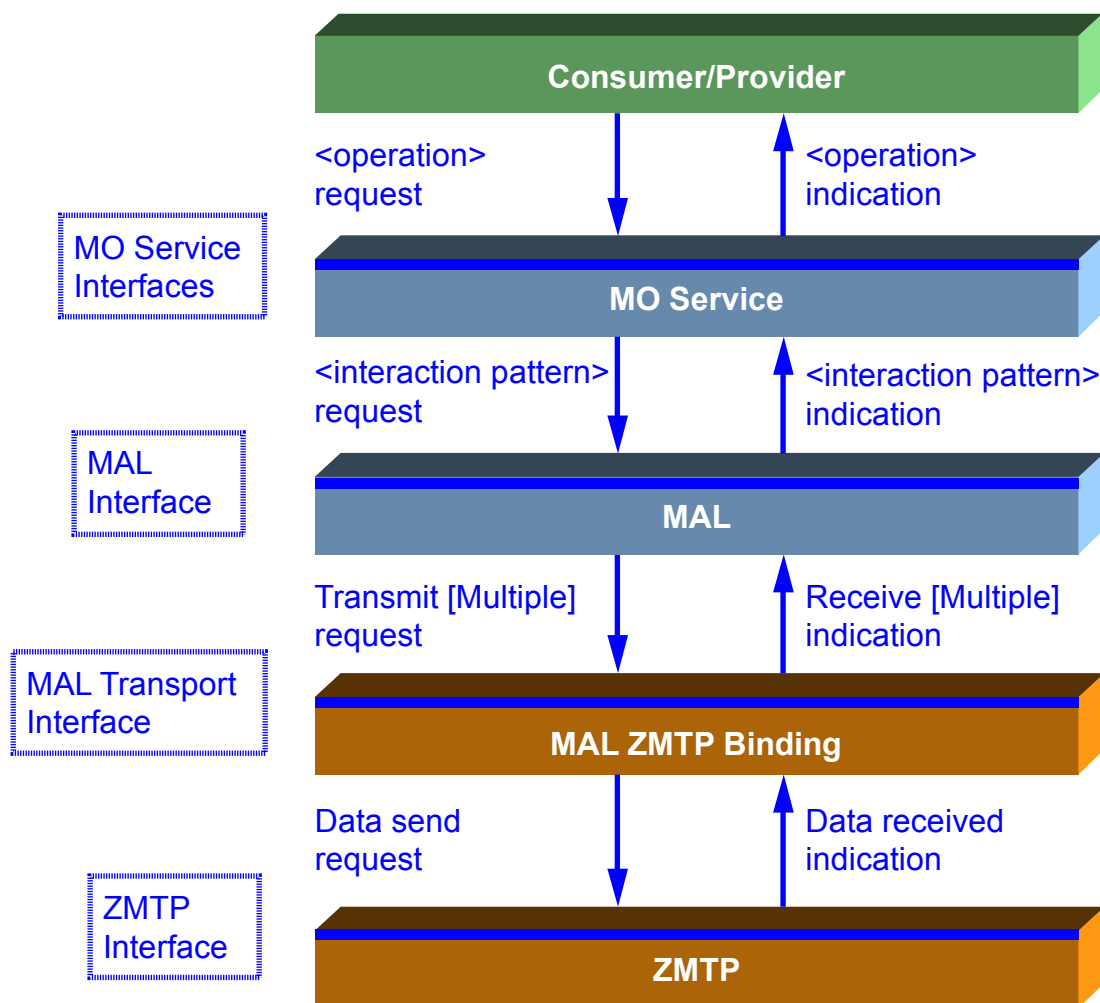 Consumer/Provider
<operation>
request
<operation>
indication
MO Service
Interfaces
MO Service
<interaction pattern>
request
<interaction pattern>
indication
MAL
Interface
MAL
Transmit [Multiple]
request
Receive [Multiple]
indication
MAL Transport
Interface
MAL ZMTP Binding
Data send
request
Data received
indication
ZMTP
Interface
ZMTP